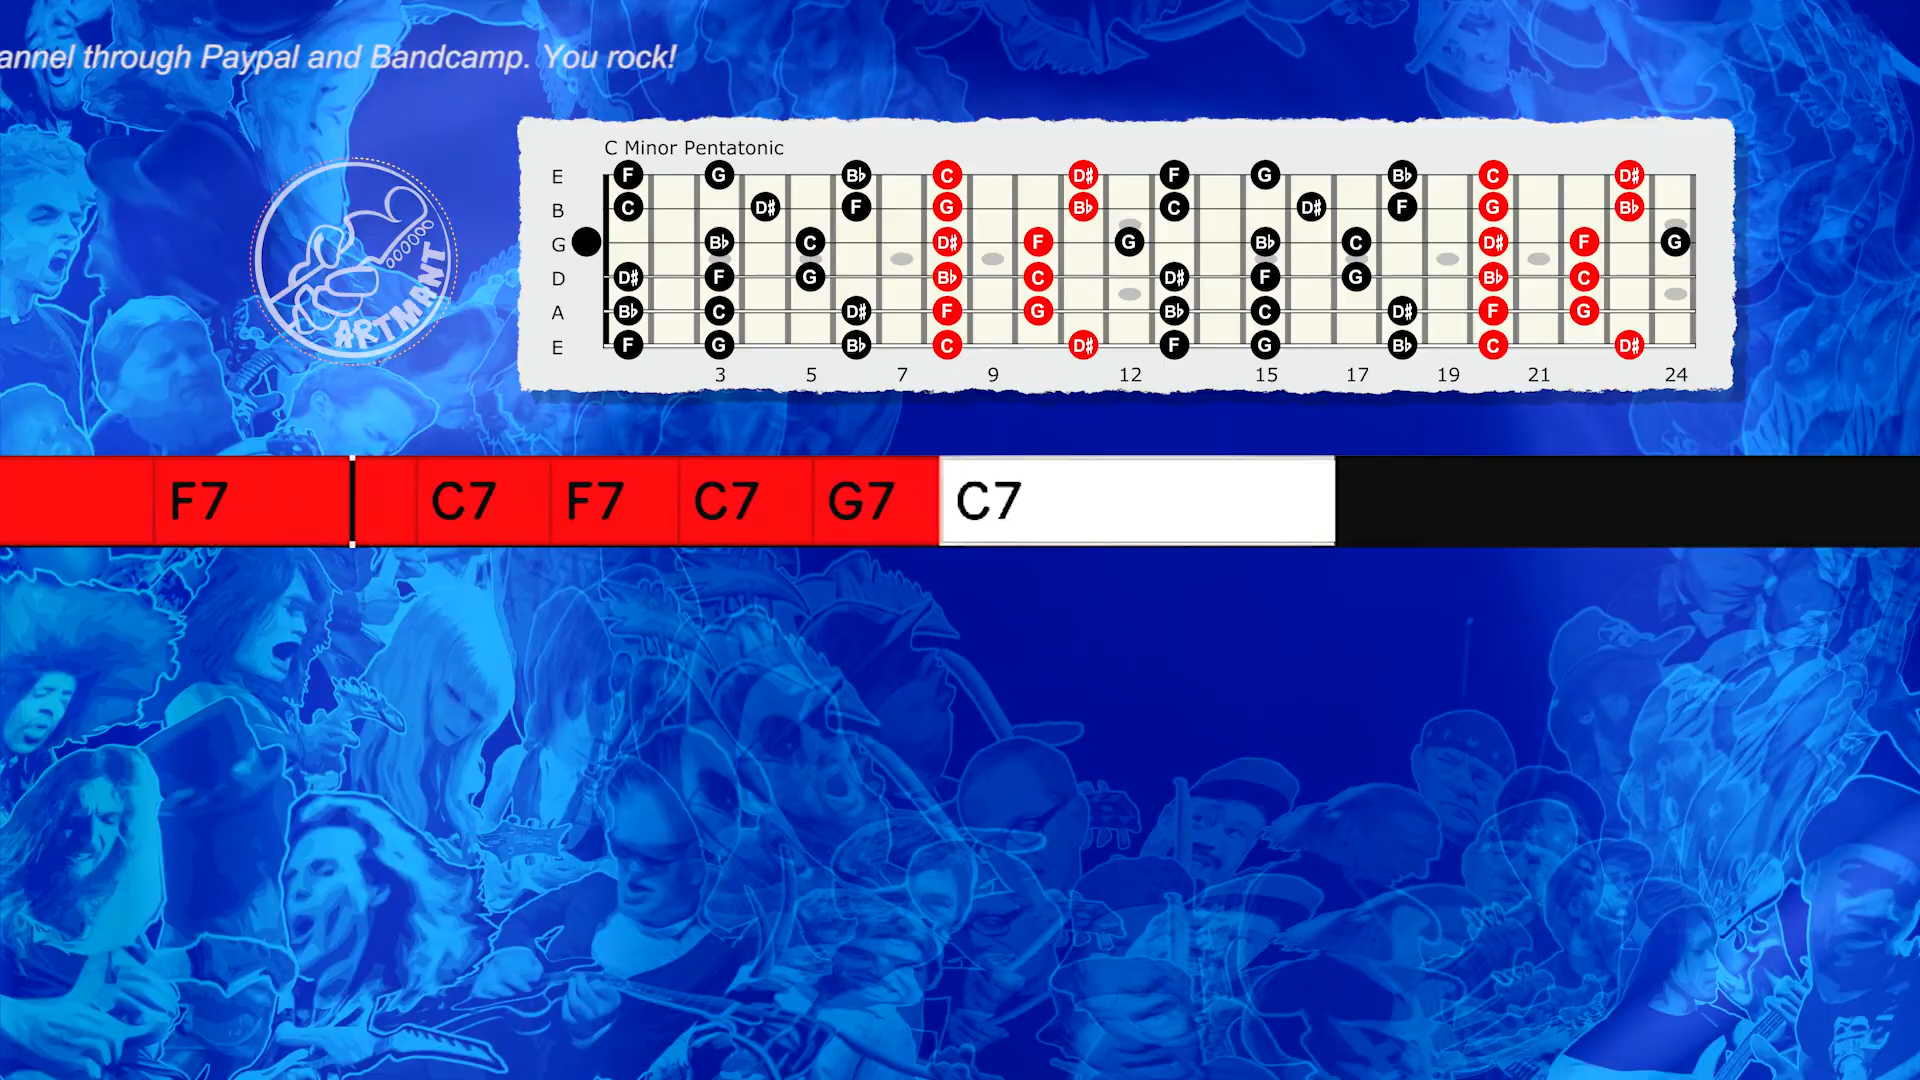 annel through Paypal and Bandcamp. You rock!
ARTMANT
C Minor Pentatonic
E F G B♭ C D# F G B♭ C D#
B C D# F G B♭ C D# F G B♭
G B♭ C D# F G B♭ C D# F G
D D# F G B♭ C D# F G B♭ C
A B♭ C D# F G B♭ C D# F G
E F G B♭ C D# F G B♭ C D#
3 5 7 9 12 15 17 19 21 24
F7 C7 F7 C7 G7 C7